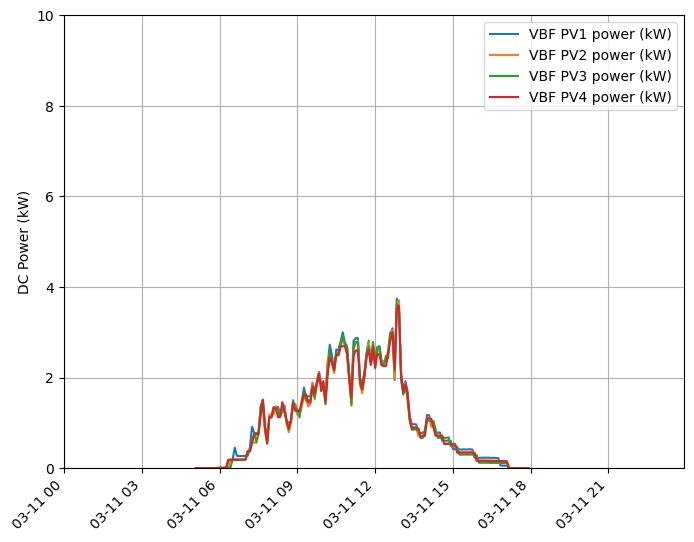 10
8
6
4
2
0
DC Power (kW)
VBF PV1 power (kW)
VBF PV2 power (kW)
VBF PV3 power (kW)
VBF PV4 power (kW)
03-11 00
03-11 03
03-11 06
03-11 09
03-11 12
03-11 15
03-11 18
03-11 21